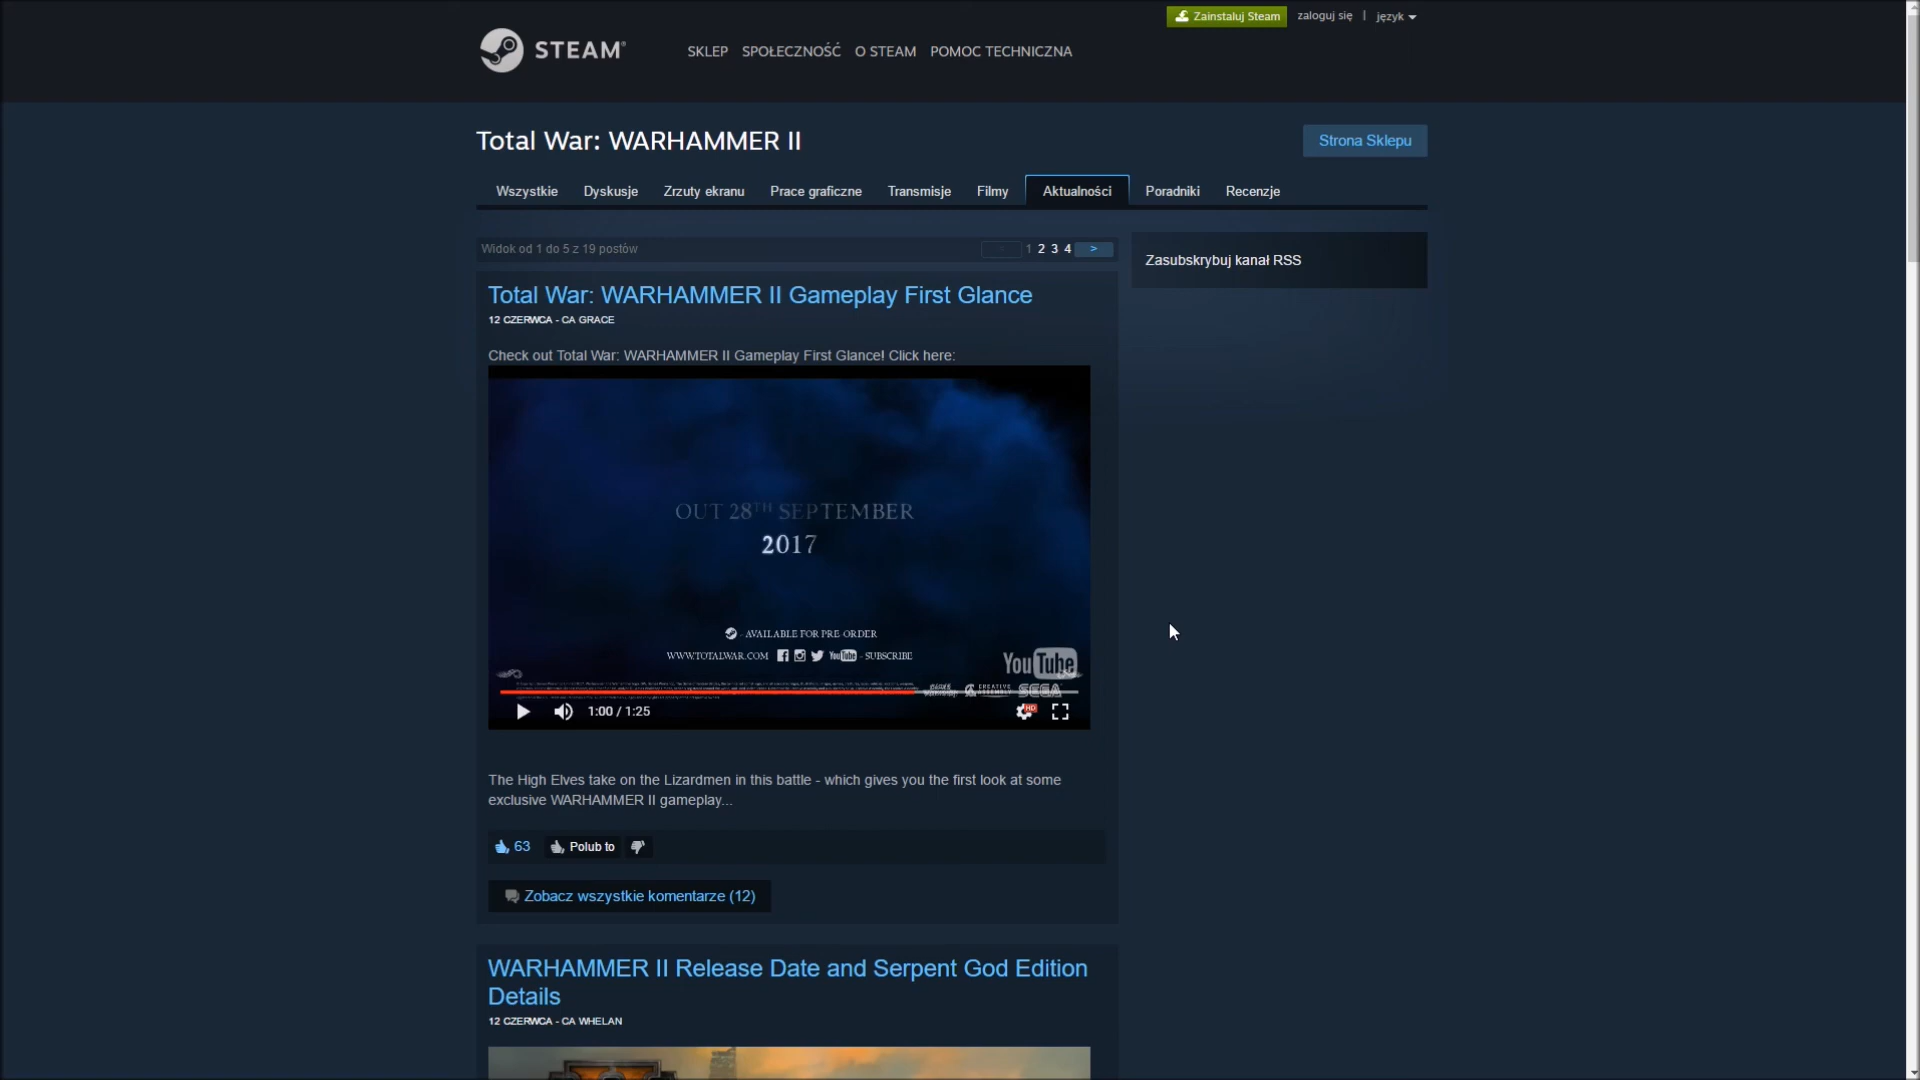 Zainstaluj Steam zaloguj się | język
STEAM®
SKLEP SPOŁECZNOŚĆ O STEAM POMOC TECHNICZNA
Total War: WARHAMMER II
Strona Sklepu
Wszystkie Dyskusje Zrzuty ekranu Prace graficzne Transmisje Filmy Aktualności Poradniki Recenzje
Widok od 1 do 5 z 19 postów
1 2 3 4 >
Zasubskrybuj kanał RSS
Total War: WARHAMMER II Gameplay First Glance
12 CZERWCA - CA GRACE
Check out Total War: WARHAMMER II Gameplay First Glance! Click here:
OUT 28TH SEPTEMBER
2017
- AVAILABLE FOR PRE-ORDER
WWW.TOTALWAR.COM YouTube - SUBSCRIBE
YouTube
CREATIVE ASSEMBLY SEGA
1:00 / 1:25
HD
The High Elves take on the Lizardmen in this battle - which gives you the first look at some
exclusive WARHAMMER II gameplay...
63 Polub to
Zobacz wszystkie komentarze (12)
WARHAMMER II Release Date and Serpent God Edition
Details
12 CZERWCA - CA WHELAN